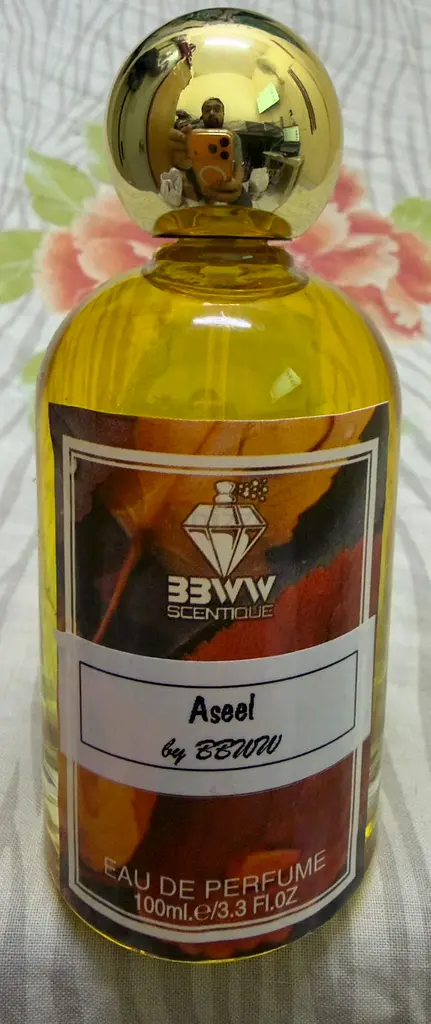 BBWW
SCENTIQUE
Aseel
by BBWW
EAU DE PERFUME
100ml.e/3.3 Fl.OZ